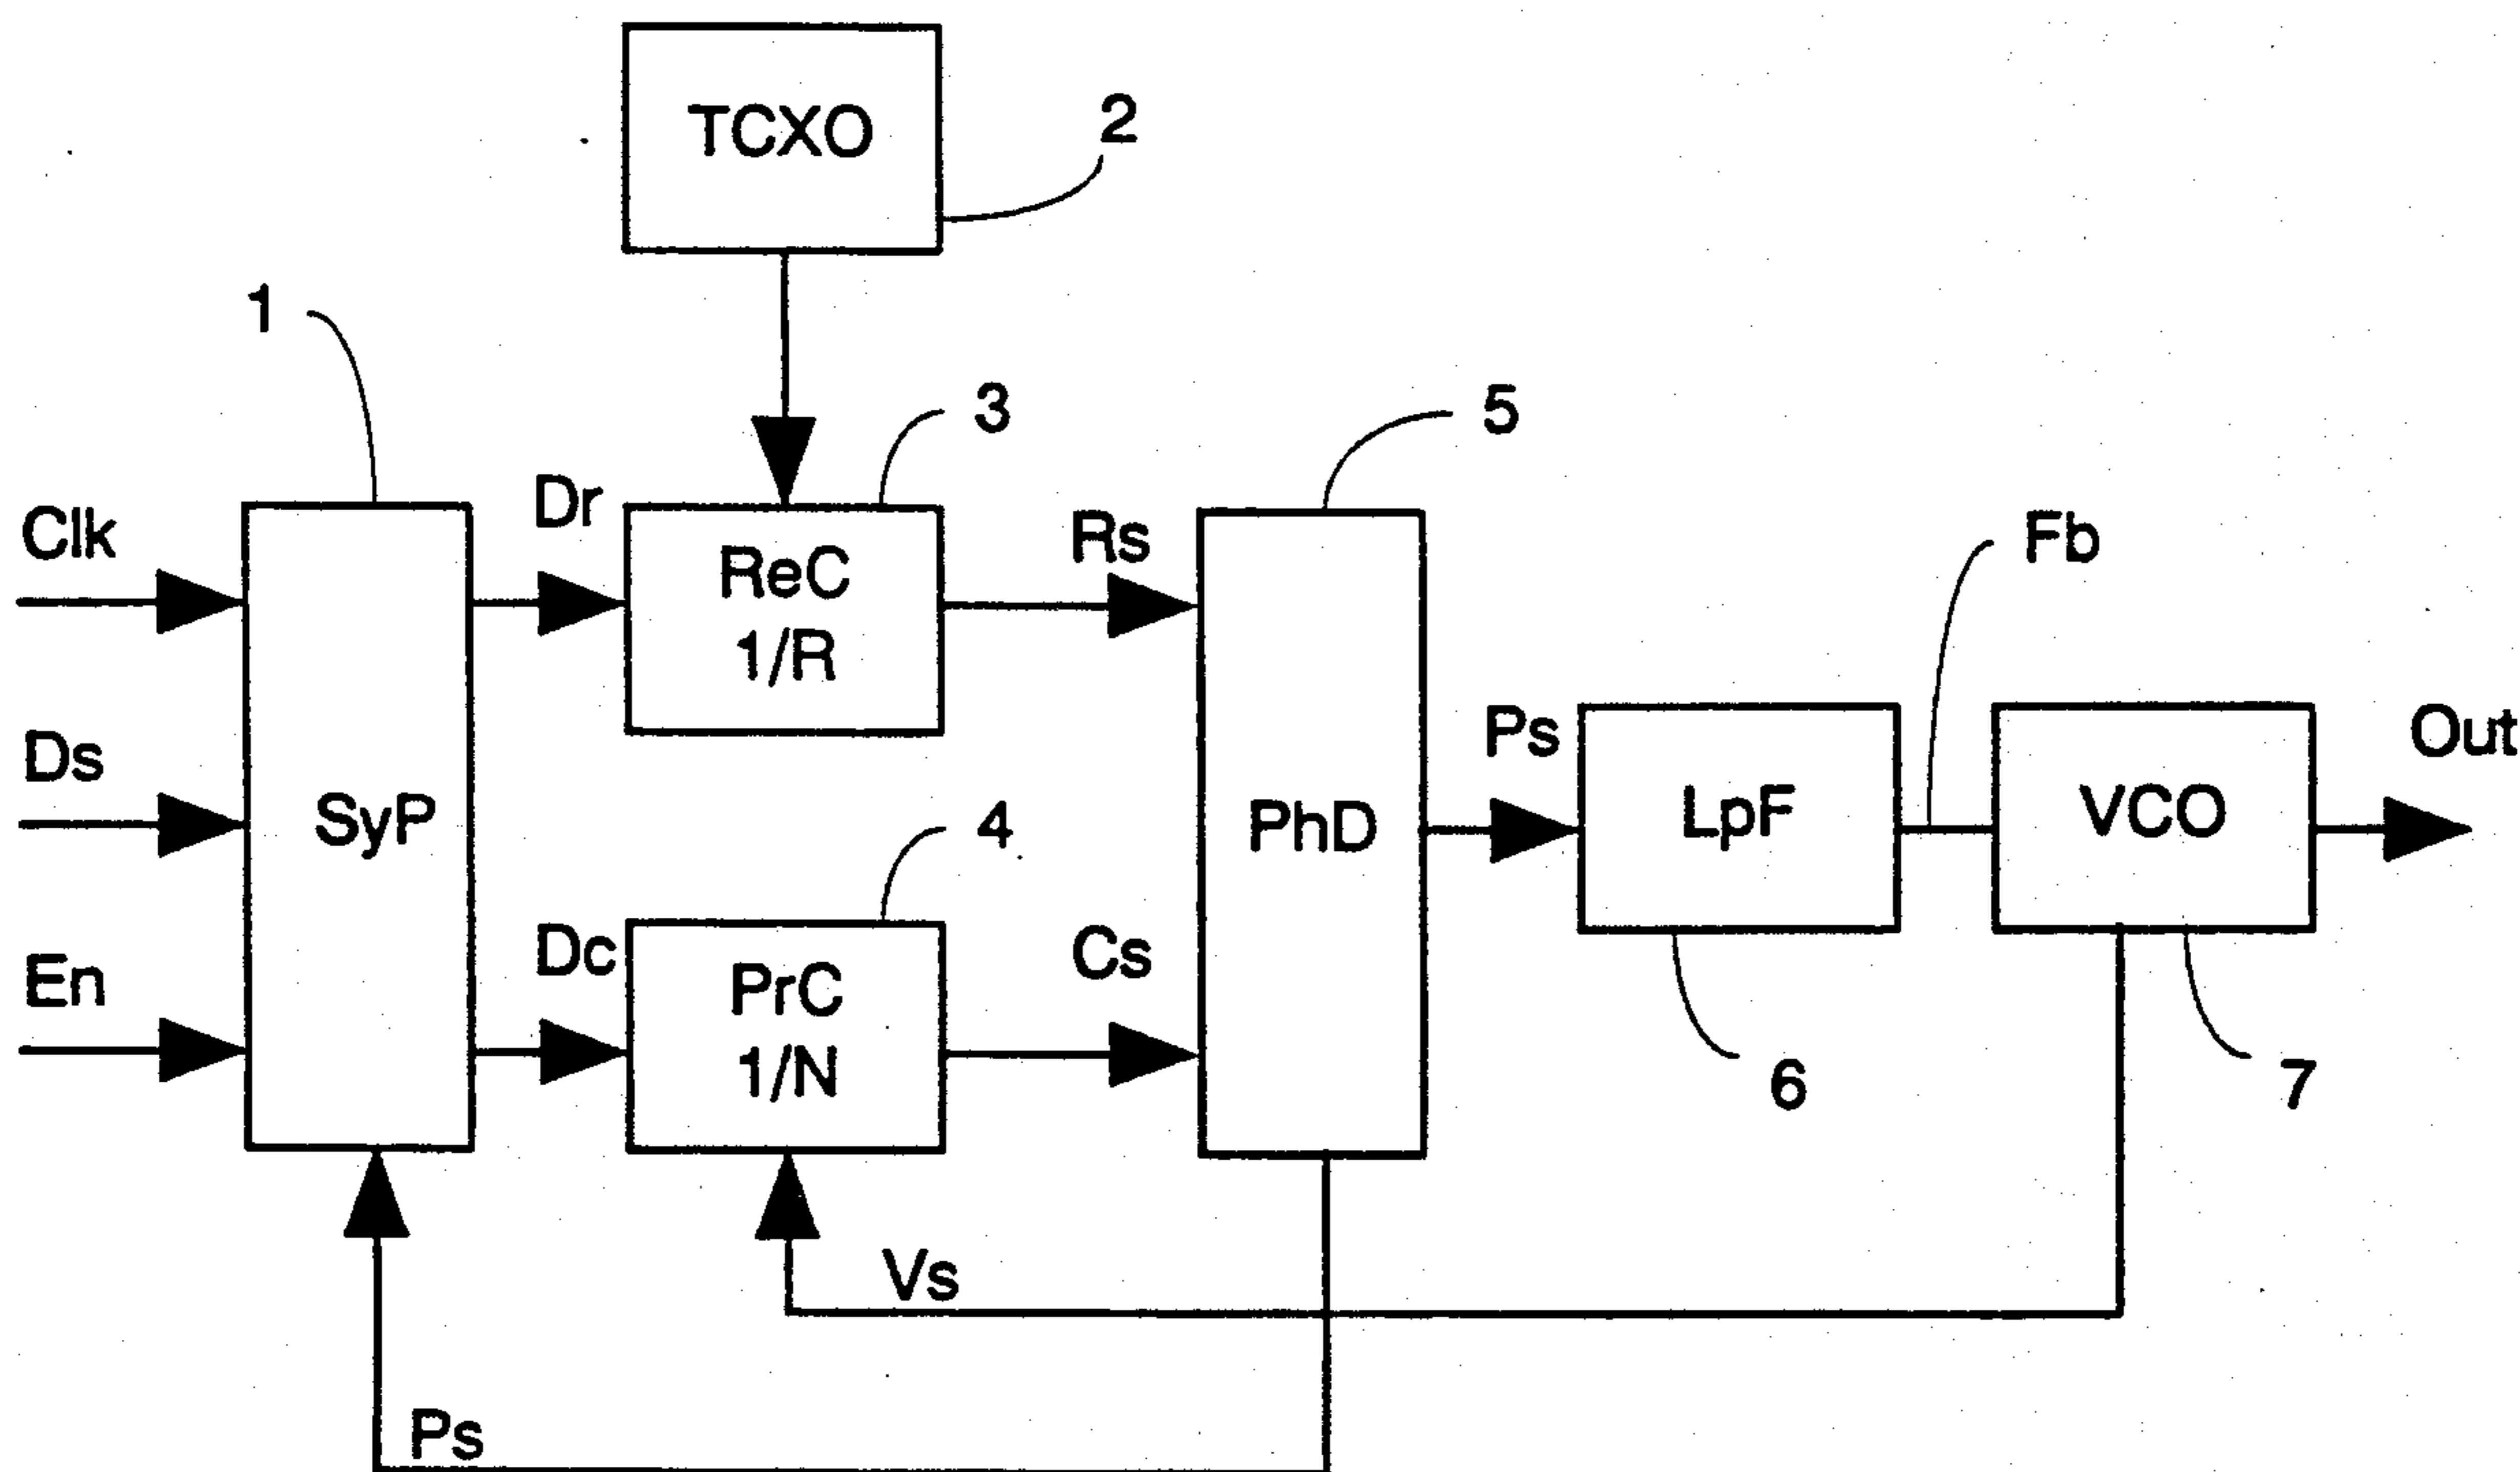 TCXO
2
1
3
5
Clk
Dr
ReC
1/R
Rs
Fb
Ds
SyP
4
PhD
Ps
LpF
VCO
Out
En
Dc
PrC
1/N
Cs
6
7
Vs
Ps